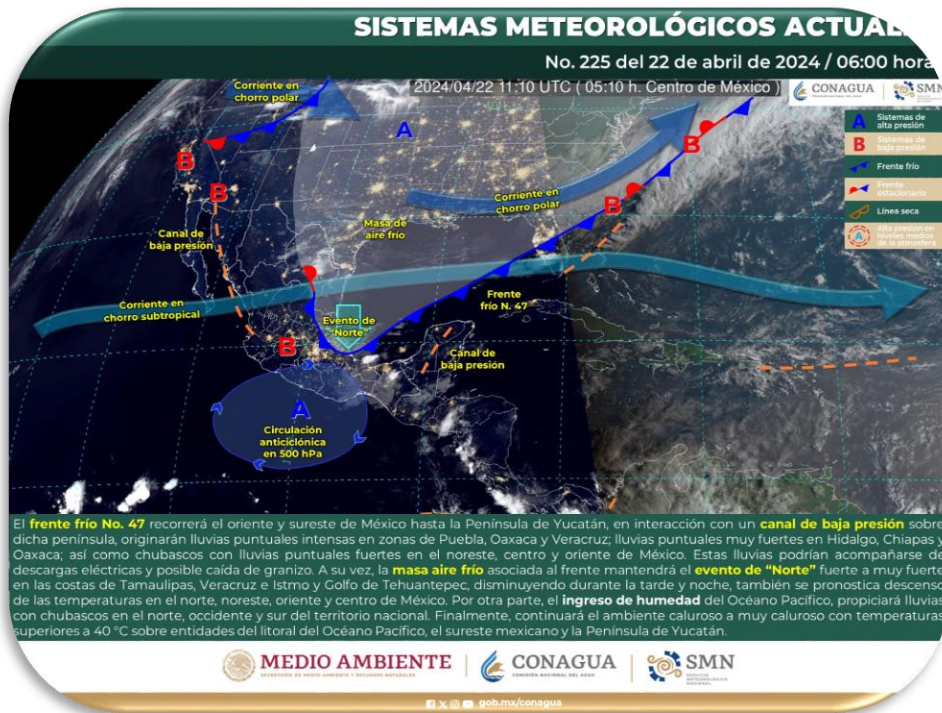 SISTEMAS METEOROLÓGICOS
No. 225 del 22 de abril de 2024 / 06:00
2024/04/22 11:10 UTC ( 05:10 h. Centro de México )
CONAGUA
SMN
Corriente en
chorro polar
A
Sistemas de
alta presión
B
Sistemas de
baja presión
Frente frío
Frente
estacionario
Línea seca
A
Alta presión en
niveles medios
de la atmósfera
A
B
B
B
B
Corriente en
chorro polar
Masa de
aire frío
Canal de
baja presión
Corriente en
chorro subtropical
Frente
frío N. 47
Evento de
"Norte"
B
Canal de
baja presión
A
Circulación
anticiclónica
en 500 hPa
El frente frío No. 47 recorrerá el oriente y sureste de México hasta la Península de Yucatán, en interacción con un canal de baja presión sobre
dicha península, originarán lluvias puntuales intensas en zonas de Puebla, Oaxaca y Veracruz; lluvias puntuales muy fuertes en Hidalgo, Chiapas y
Oaxaca; así como chubascos con lluvias puntuales fuertes en el noreste, centro y oriente de México. Estas lluvias podrían acompañarse de
descargas eléctricas y posible caída de granizo. A su vez, la masa aire frío asociada al frente mantendrá el evento de "Norte" fuerte a muy fuerte
en las costas de Tamaulipas, Veracruz e Istmo y Golfo de Tehuantepec, disminuyendo durante la tarde y noche, también se pronostica descenso
de las temperaturas en el norte, noreste, oriente y centro de México. Por otra parte, el ingreso de humedad del Océano Pacífico, propiciará lluvias
con chubascos en el norte, occidente y sur del territorio nacional. Finalmente, continuará el ambiente caluroso a muy caluroso con temperaturas
superiores a 40 °C sobre entidades del litoral del Océano Pacífico, el sureste mexicano y la Península de Yucatán.
MEDIO AMBIENTE
SECRETARÍA DE MEDIO AMBIENTE Y RECURSOS NATURALES
CONAGUA
COMISIÓN NACIONAL DEL AGUA
SMN
SERVICIO
METEOROLÓGICO
NACIONAL
gob.mx/conagua